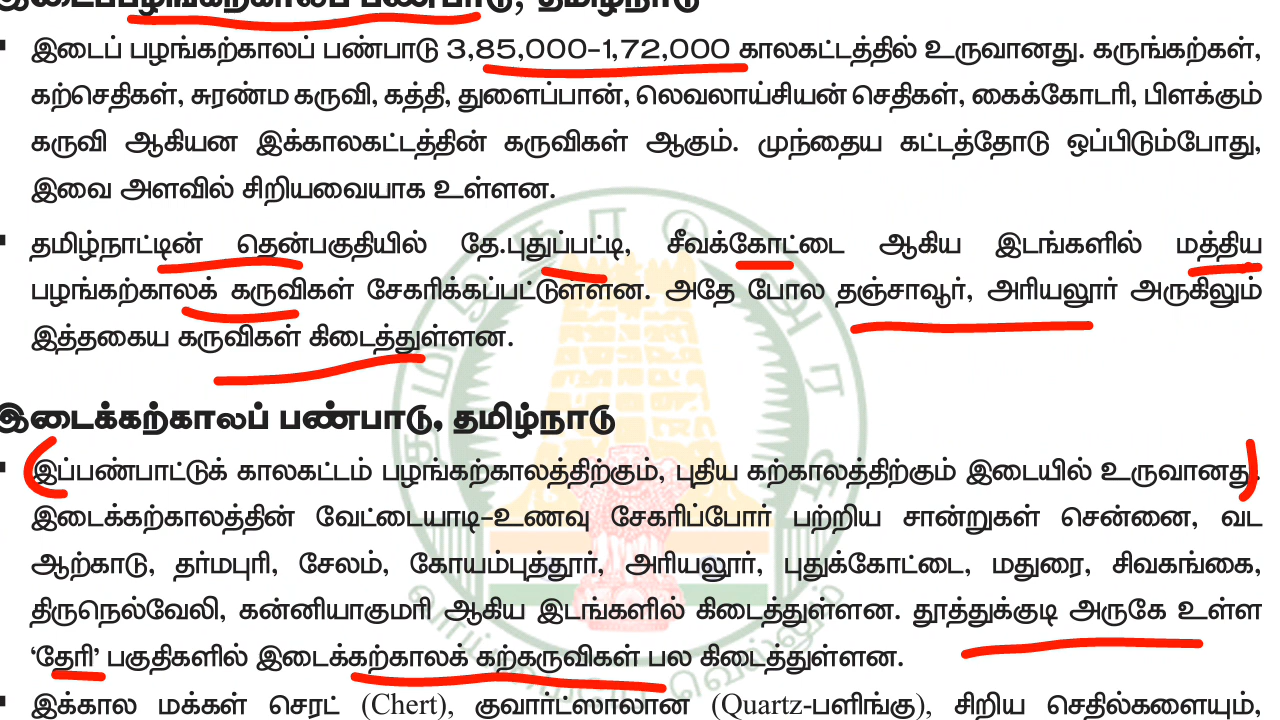 இடைப்பழங்கற்காலப் பண்பாடு, தமிழ்நாடு
▪ இடைப் பழங்கற்காலப் பண்பாடு 3,85,000-1,72,000 காலகட்டத்தில் உருவானது. கருங்கற்கள்,
கற்செதிகள், சுரண்ம கருவி, கத்தி, துளைப்பான், லெவலாய்சியன் செதிகள், கைக்கோடரி, பிளக்கும்
கருவி ஆகியன இக்காலகட்டத்தின் கருவிகள் ஆகும். முந்தைய கட்டத்தோடு ஒப்பிடும்போது,
இவை அளவில் சிறியவையாக உள்ளன.
▪ தமிழ்நாட்டின் தென்பகுதியில் தே.புதுப்பட்டி, சீவக்கோட்டை ஆகிய இடங்களில் மத்திய
பழங்கற்காலக் கருவிகள் சேகரிக்கப்பட்டுள்ளன. அதே போல தஞ்சாவூர், அரியலூர் அருகிலும்
இத்தகைய கருவிகள் கிடைத்துள்ளன.
இடைக்கற்காலப் பண்பாடு, தமிழ்நாடு
▪ இப்பண்பாட்டுக் காலகட்டம் பழங்கற்காலத்திற்கும், புதிய கற்காலத்திற்கும் இடையில் உருவானது.
இடைக்கற்காலத்தின் வேட்டையாடி-உணவு சேகரிப்போர் பற்றிய சான்றுகள் சென்னை, வட
ஆற்காடு, தர்மபுரி, சேலம், கோயம்புத்தூர், அரியலூர், புதுக்கோட்டை, மதுரை, சிவகங்கை,
திருநெல்வேலி, கன்னியாகுமரி ஆகிய இடங்களில் கிடைத்துள்ளன. தூத்துக்குடி அருகே உள்ள
‘தேரி’ பகுதிகளில் இடைக்கற்காலக் கற்கருவிகள் பல கிடைத்துள்ளன.
▪ இக்கால மக்கள் செரட் (Chert), குவார்ட்ஸாலான (Quartz-பளிங்கு), சிறிய செதில்களையும்,